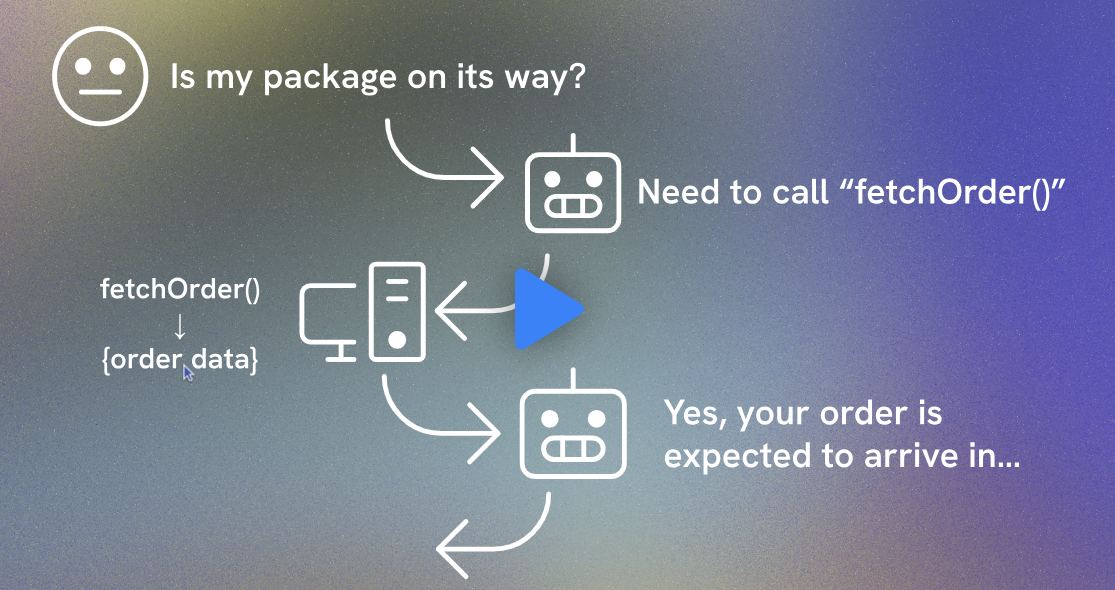 Is my package on its way?
Need to call “fetchOrder()”
fetchOrder()
↓
{order data}
Yes, your order is
expected to arrive in...